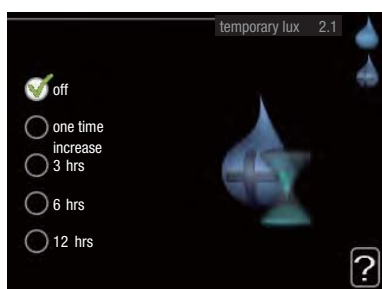 temporary lux 2.1
off
one time
increase
3 hrs
6 hrs
12 hrs
?